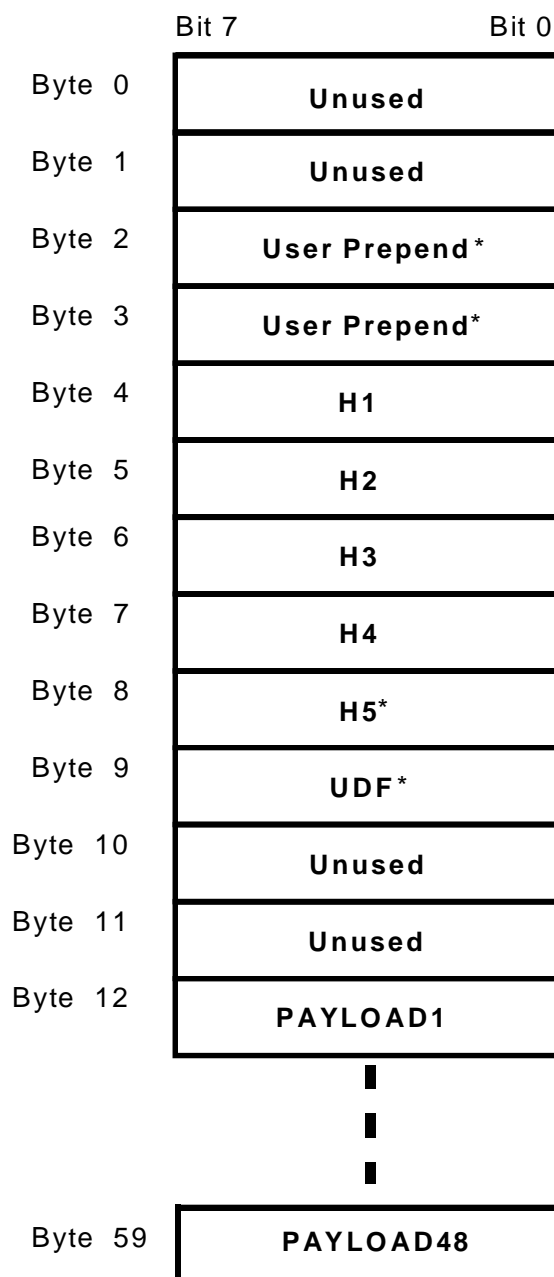 Bit 7 Bit 0
Byte 0 Unused
Byte 1 Unused
Byte 2 User Prepend*
Byte 3 User Prepend*
Byte 4 H1
Byte 5 H2
Byte 6 H3
Byte 7 H4
Byte 8 H5*
Byte 9 UDF*
Byte 10 Unused
Byte 11 Unused
Byte 12 PAYLOAD1
Byte 59 PAYLOAD48